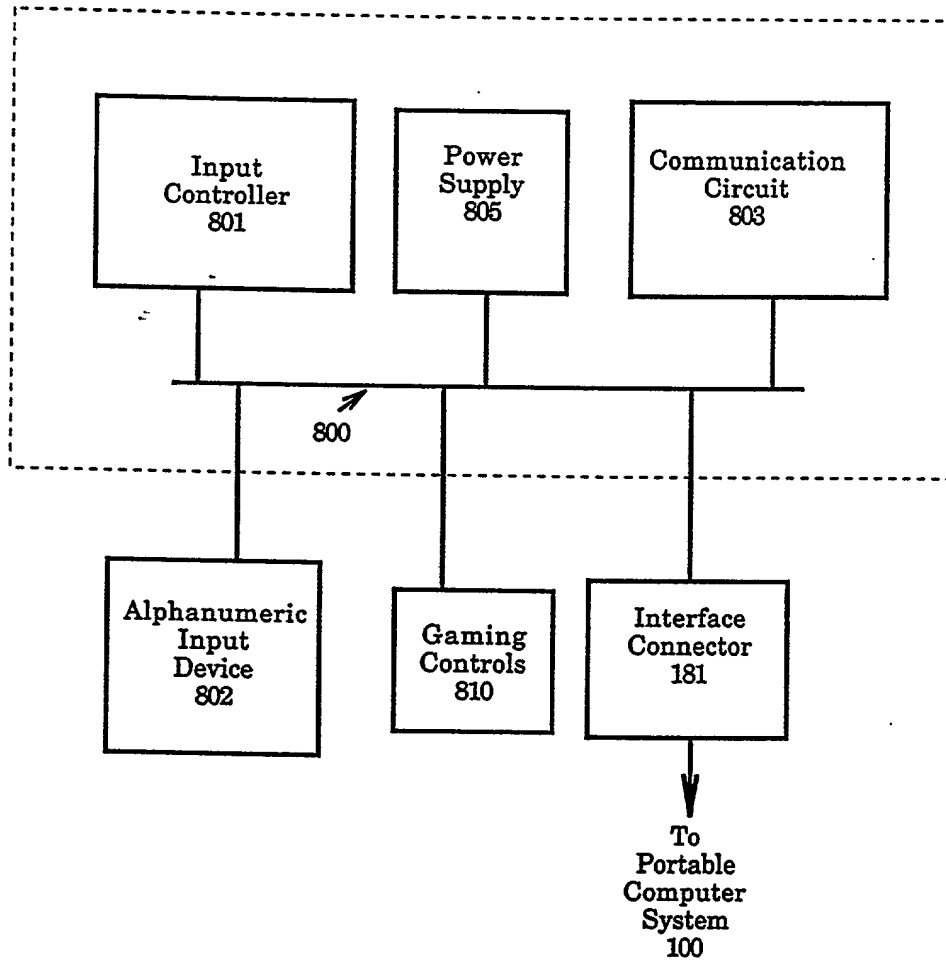 Input
Controller
801
Power
Supply
805
Communication
Circuit
803
800
Alphanumeric
Input
Device
802
Gaming
Controls
810
Interface
Connector
181
To
Portable
Computer
System
100